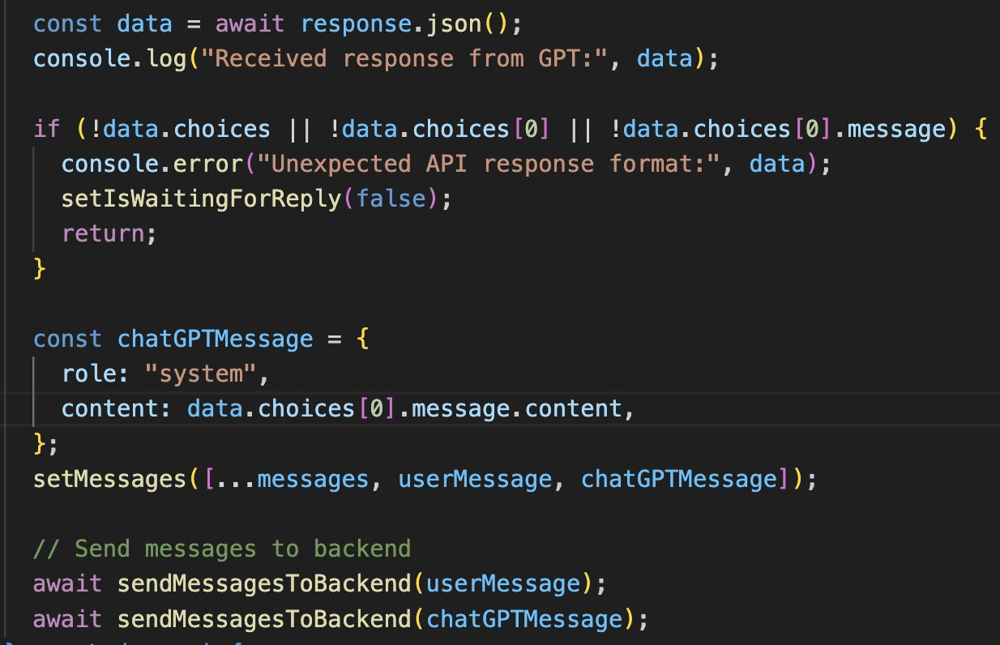 const data = await response.json();
console.log("Received response from GPT:", data);
if (!data.choices || !data.choices[0] || !data.choices[0].message) {
console.error("Unexpected API response format:", data);
setIsWaitingForReply(false);
return;
}
const chatGPTMessage = {
role: "system",
content: data.choices[0].message.content,
};
setMessages([...messages, userMessage, chatGPTMessage]);
// Send messages to backend
await sendMessagesToBackend(userMessage);
await sendMessagesToBackend(chatGPTMessage);